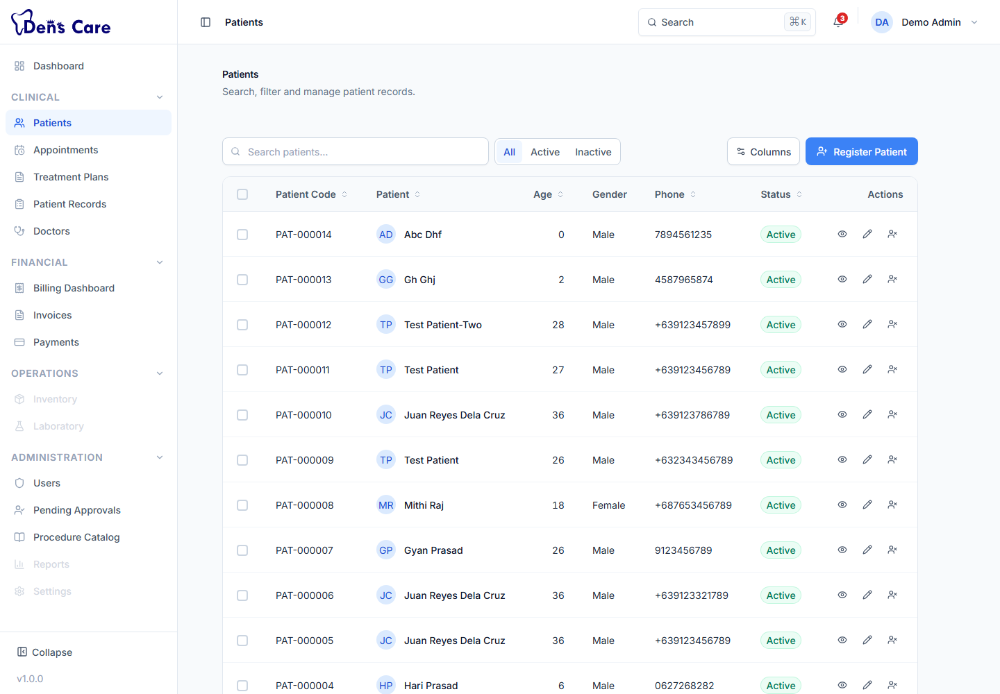 Den's Care
Patients
Search
⌘K
3
DA
Demo Admin
Dashboard
CLINICAL
Patients
Appointments
Treatment Plans
Patient Records
Doctors
FINANCIAL
Billing Dashboard
Invoices
Payments
OPERATIONS
Inventory
Laboratory
ADMINISTRATION
Users
Pending Approvals
Procedure Catalog
Reports
Settings
Collapse
v1.0.0
Patients
Search, filter and manage patient records.
Search patients...
All Active Inactive
Columns
Register Patient
Patient Code Patient Age Gender Phone Status Actions
PAT-000014 AD Abc Dhf 0 Male 7894561235 Active
PAT-000013 GG Gh Ghj 2 Male 4587965874 Active
PAT-000012 TP Test Patient-Two 28 Male +639123457899 Active
PAT-000011 TP Test Patient 27 Male +639123456789 Active
PAT-000010 JC Juan Reyes Dela Cruz 36 Male +639123786789 Active
PAT-000009 TP Test Patient 26 Male +632343456789 Active
PAT-000008 MR Mithi Raj 18 Female +687653456789 Active
PAT-000007 GP Gyan Prasad 26 Male 9123456789 Active
PAT-000006 JC Juan Reyes Dela Cruz 36 Male +639123321789 Active
PAT-000005 JC Juan Reyes Dela Cruz 36 Male +639123456789 Active
PAT-000004 HP Hari Prasad 6 Male 0627268282 Active